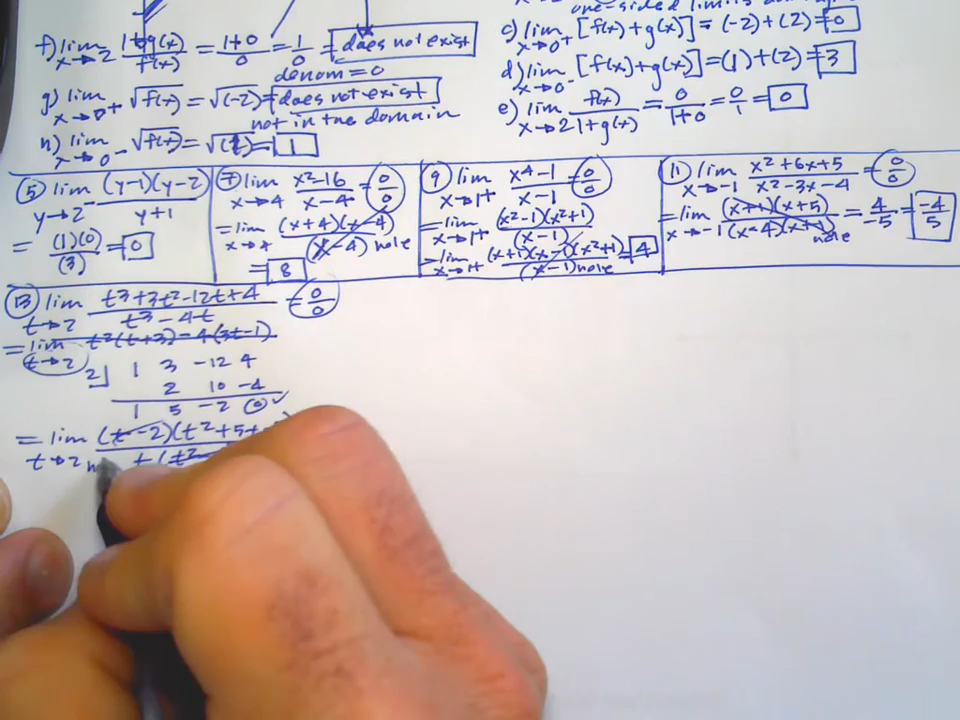 f) lim x→2 (1+g(x))/f(x) = (1+0)/0 = 1/0 = does not exist
denom = 0
g) lim x→0+ √f(x) = √(-2) = does not exist
not in the domain
h) lim x→0- √f(x) = √(1) = 1
one-sided limits
c) lim x→0+ [f(x)+g(x)] = (-2)+(2) = 0
d) lim x→0- [f(x)+g(x)] = (1)+(2) = 3
e) lim x→2 f(x)/(1+g(x)) = 0/(1+0) = 0/1 = 0
5 lim y→2- (y-1)(y-2)/(y+1)
= (1)(0)/(3) = 0
7 lim x→4 (x²-16)/(x-4) = 0/0
= lim x→4 (x+4)(x-4)/(x-4) hole
= 8
9 lim x→1+ (x⁴-1)/(x-1) = 0/0
= lim x→1+ (x²-1)(x²+1)/(x-1)
= lim x→1+ (x+1)(x-1)(x²+1)/(x-1) hole = 4
11 lim x→-1 (x²+6x+5)/(x²-3x-4) = 0/0
= lim x→-1 (x+1)(x+5)/(x-4)(x+1) hole = 4/-5 = -4/5
13 lim t→2 (t³+3t²-12t+4)/(t³-4t) = 0/0
= lim t→2 t²(t+3)-4(3t-1)
2 1 3 -12 4
2 10 -4
1 5 -2 0 ✓
= lim t→2 (t-2)(t²+5t
t(t²